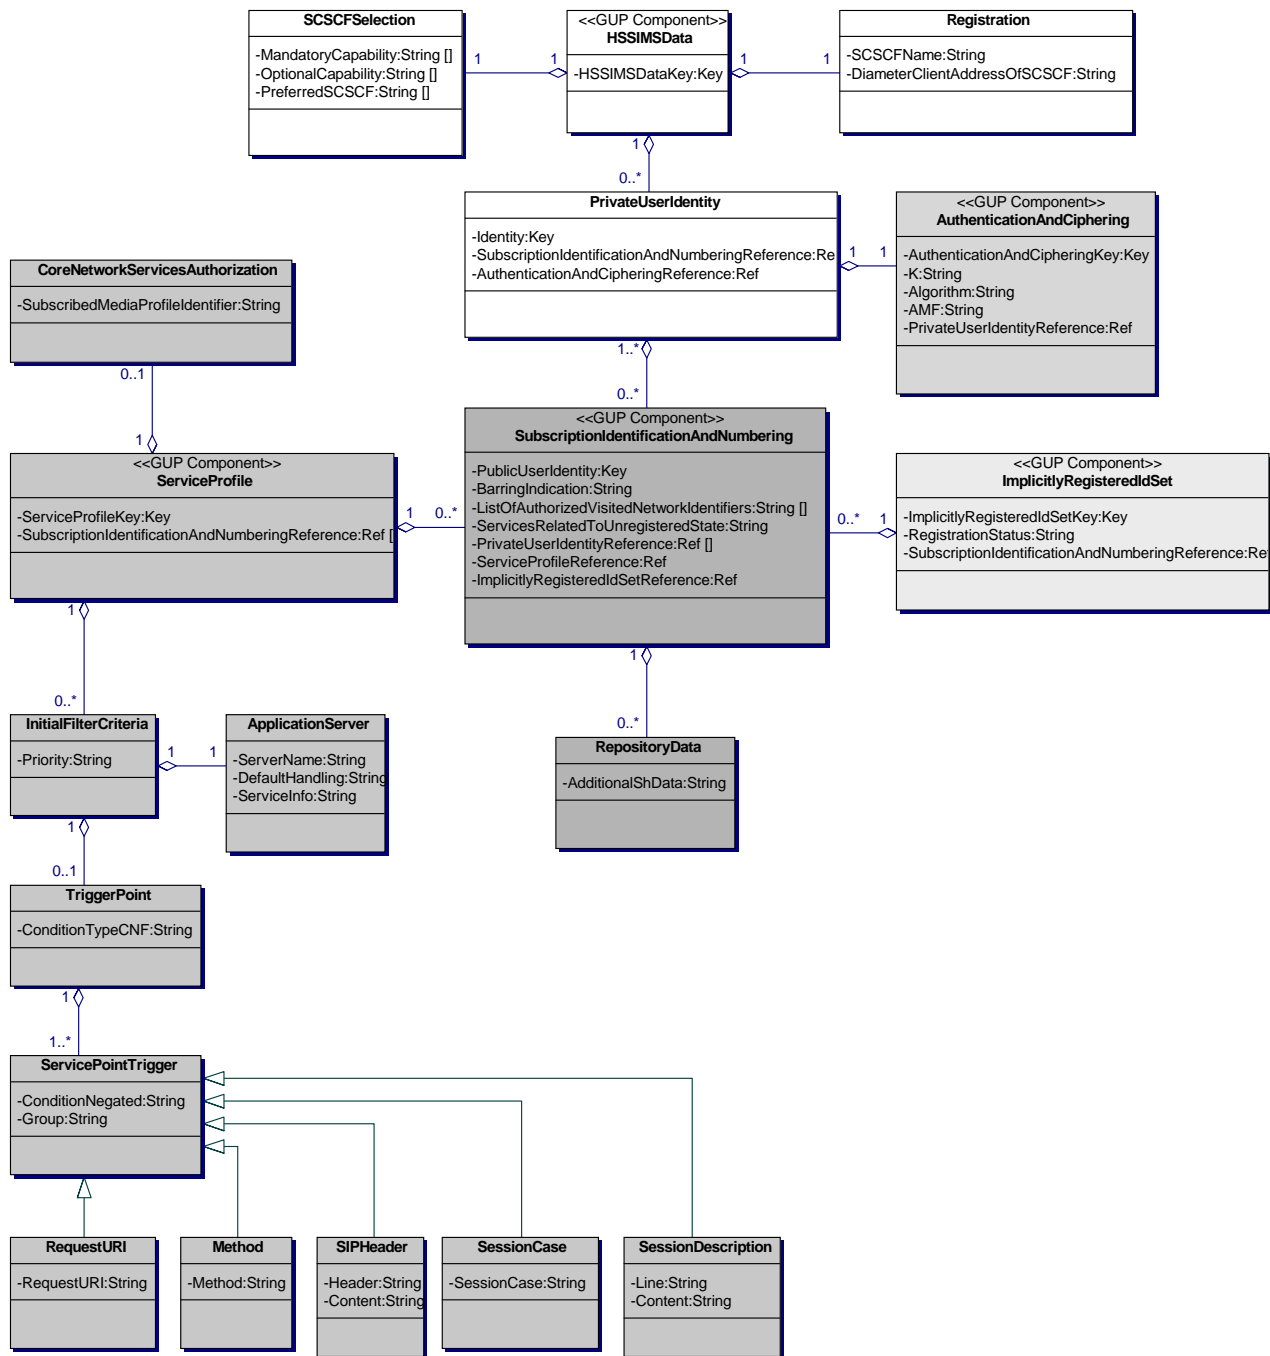 SCSCFSelection
-MandatoryCapability:String []
-OptionalCapability:String []
-PreferredSCSCF:String []
1
1
<<GUP Component>>
HSSIMSData
-HSSIMSDataKey:Key
1
1
Registration
-SCSCFName:String
-DiameterClientAddressOfSCSCF:String
1
0..*
PrivateUserIdentity
-Identity:Key
-SubscriptionIdentificationAndNumberingReference:Re
-AuthenticationAndCipheringReference:Ref
1
1
<<GUP Component>>
AuthenticationAndCiphering
-AuthenticationAndCipheringKey:Key
-K:String
-Algorithm:String
-AMF:String
-PrivateUserIdentityReference:Ref
CoreNetworkServicesAuthorization
-SubscribedMediaProfileIdentifier:String
0..1
1
1..*
0..*
<<GUP Component>>
ServiceProfile
-ServiceProfileKey:Key
-SubscriptionIdentificationAndNumberingReference:Ref [
1
0..*
<<GUP Component>>
SubscriptionIdentificationAndNumbering
-PublicUserIdentity:Key
-BarringIndication:String
-ListOfAuthorizedVisitedNetworkIdentifiers:String []
-ServicesRelatedToUnregisteredState:String
-PrivateUserIdentityReference:Ref []
-ServiceProfileReference:Ref
-ImplicitlyRegisteredIdSetReference:Ref
0..*
1
<<GUP Component>>
ImplicitlyRegisteredIdSet
-ImplicitlyRegisteredIdSetKey:Key
-RegistrationStatus:String
-SubscriptionIdentificationAndNumberingReference:Ref
1
0..*
1
0..*
InitialFilterCriteria
-Priority:String
1
1
ApplicationServer
-ServerName:String
-DefaultHandling:String
-ServiceInfo:String
RepositoryData
-AdditionalShData:String
1
0..1
TriggerPoint
-ConditionTypeCNF:String
1
1..*
ServicePointTrigger
-ConditionNegated:String
-Group:String
RequestURI
-RequestURI:String
Method
-Method:String
SIPHeader
-Header:String
-Content:String
SessionCase
-SessionCase:String
SessionDescription
-Line:String
-Content:String